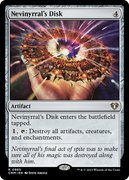 Nevinyrral's Disk 4
Artifact
Nevinyrral's Disk enters the battlefield
tapped.
1, T: Destroy all artifacts, creatures,
and enchantments.
Nevinyrral's final act of spite was to make
sure all of his magic was destroyed along
with him.